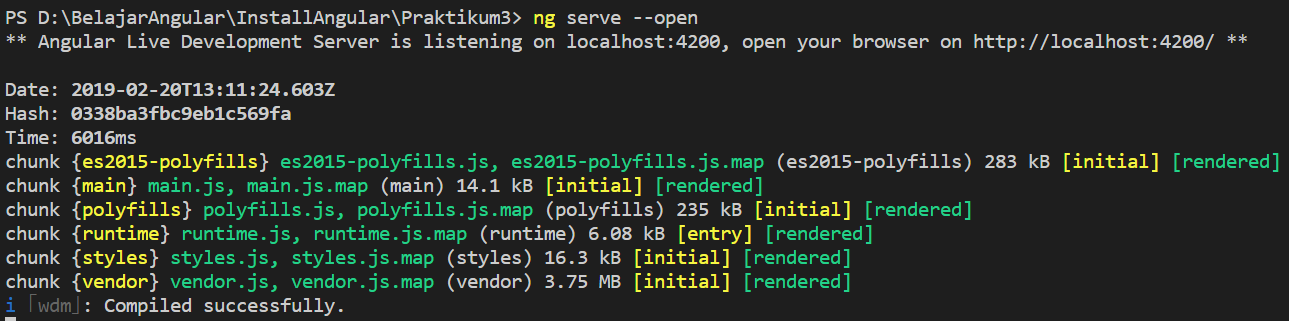 PS D:\BelajarAngular\InstallAngular\Praktikum3> ng serve --open
** Angular Live Development Server is listening on localhost:4200, open your browser on http://localhost:4200/ **
Date: 2019-02-20T13:11:24.603Z
Hash: 0338ba3fbc9eb1c569fa
Time: 6016ms
chunk {es2015-polyfills} es2015-polyfills.js, es2015-polyfills.js.map (es2015-polyfills) 283 kB [initial] [rendered]
chunk {main} main.js, main.js.map (main) 14.1 kB [initial] [rendered]
chunk {polyfills} polyfills.js, polyfills.js.map (polyfills) 235 kB [initial] [rendered]
chunk {runtime} runtime.js, runtime.js.map (runtime) 6.08 kB [entry] [rendered]
chunk {styles} styles.js, styles.js.map (styles) 16.3 kB [initial] [rendered]
chunk {vendor} vendor.js, vendor.js.map (vendor) 3.75 MB [initial] [rendered]
i ｢wdm｣: Compiled successfully.